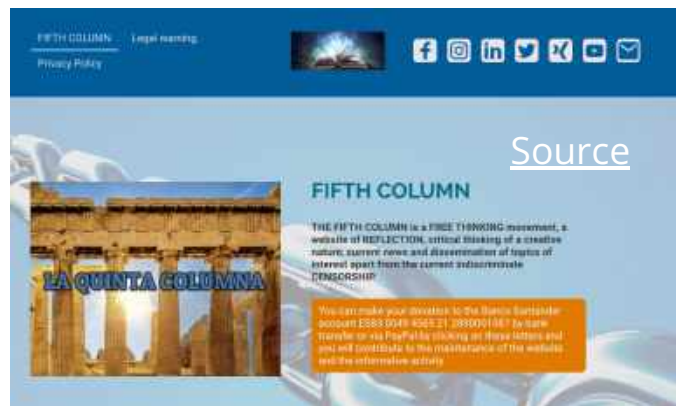 FIFTH COLUMN Legal warning
Privacy Policy
Source
FIFTH COLUMN
THE FIFTH COLUMN is a FREE THINKING movement, a
website of REFLECTION, critical thinking of a creative
nature, current news and dissemination of topics of
interest apart from the current indiscriminate
CENSORSHIP
LA QUINTA COLUMNA
You can make your donation to the Banco Santander
account by bank
transfer or via PayPal by clicking on these letters and
you will contribute to the maintenance of the website
and the informative activity